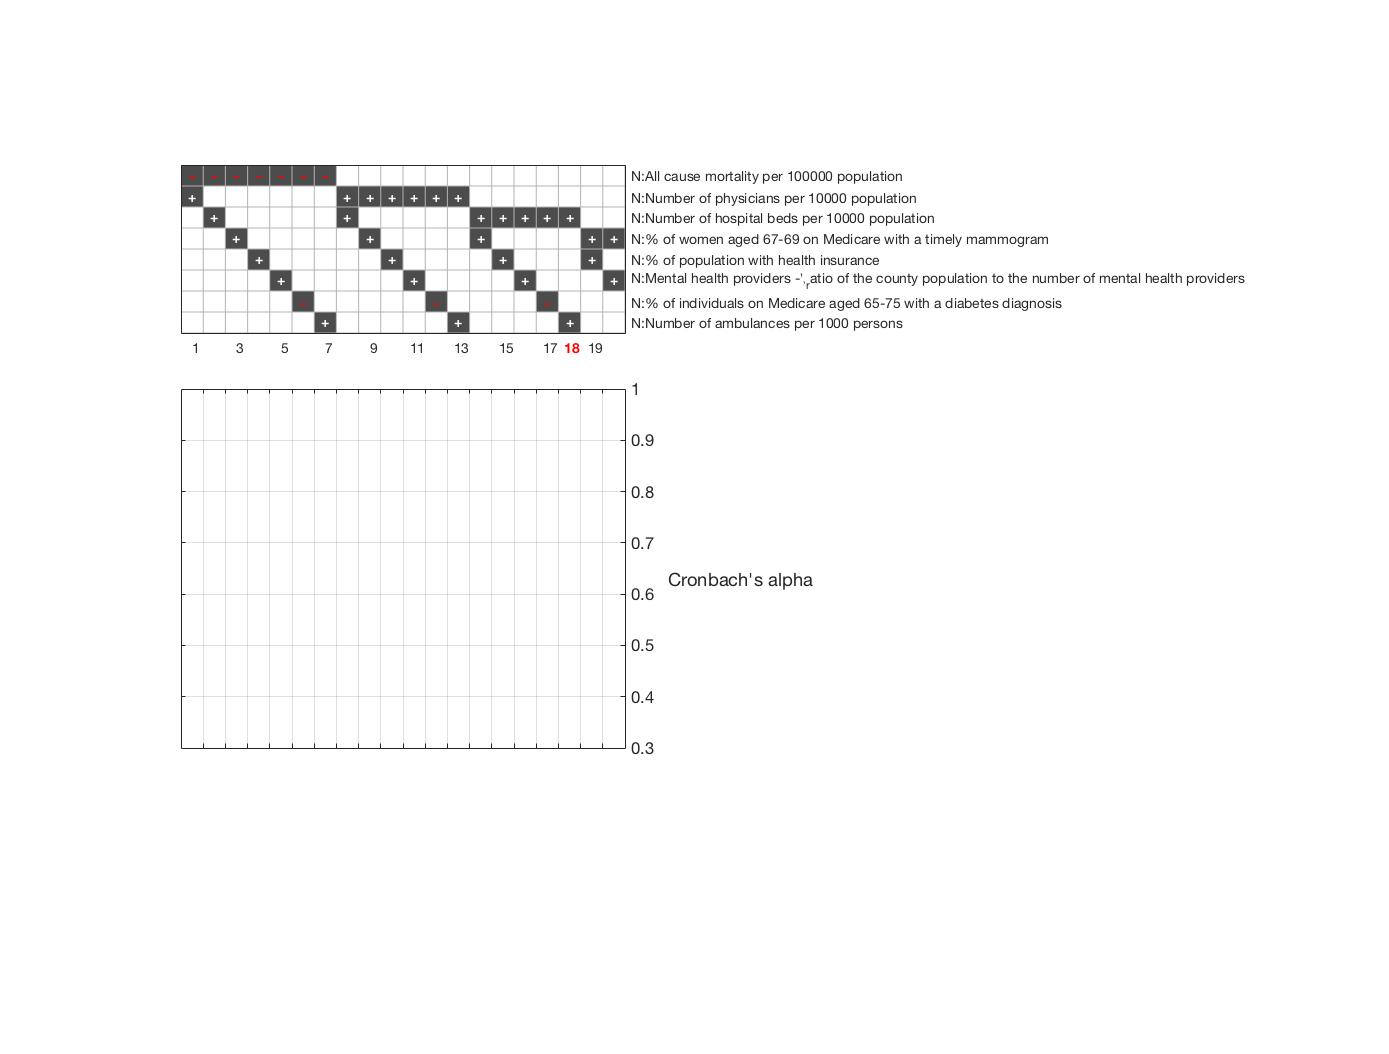 - - - - - - - N:All cause mortality per 100000 population
+ + + + + + + N:Number of physicians per 10000 population
+ + + + + + + N:Number of hospital beds per 10000 population
+ + + + + N:% of women aged 67-69 on Medicare with a timely mammogram
+ + + + N:% of population with health insurance
+ + + + N:Mental health providers -',ratio of the county population to the number of mental health providers
- - - N:% of individuals on Medicare aged 65-75 with a diabetes diagnosis
+ + + N:Number of ambulances per 1000 persons
1 3 5 7 9 11 13 15 17 18 19
1
0.9
0.8
0.7
Cronbach's alpha
0.6
0.5
0.4
0.3